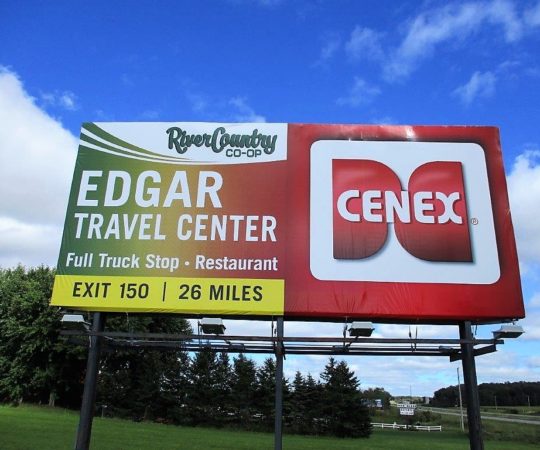 River Country
CO-OP
EDGAR
TRAVEL CENTER
Full Truck Stop • Restaurant
EXIT 150 | 26 MILES
CENEX®